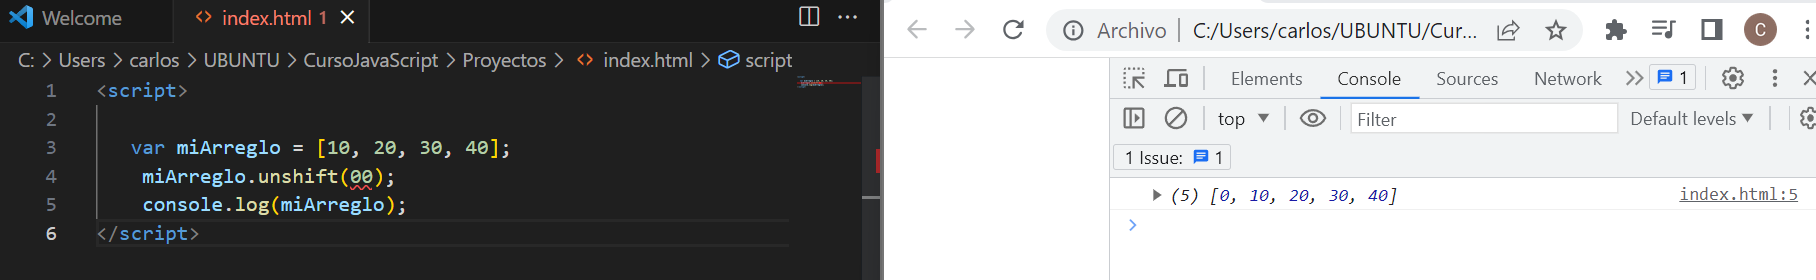 Welcome
index.html 1
C: > Users > carlos > UBUNTU > CursoJavaScript > Proyectos > index.html > script
1 <script>
2
3 var miArreglo = [10, 20, 30, 40];
4 miArreglo.unshift(00);
5 console.log(miArreglo);
6 </script>
Archivo C:/Users/carlos/UBUNTU/Cur...
C
Elements Console Sources Network 1
top Filter Default levels
1 Issue: 1
(5) [0, 10, 20, 30, 40] index.html:5